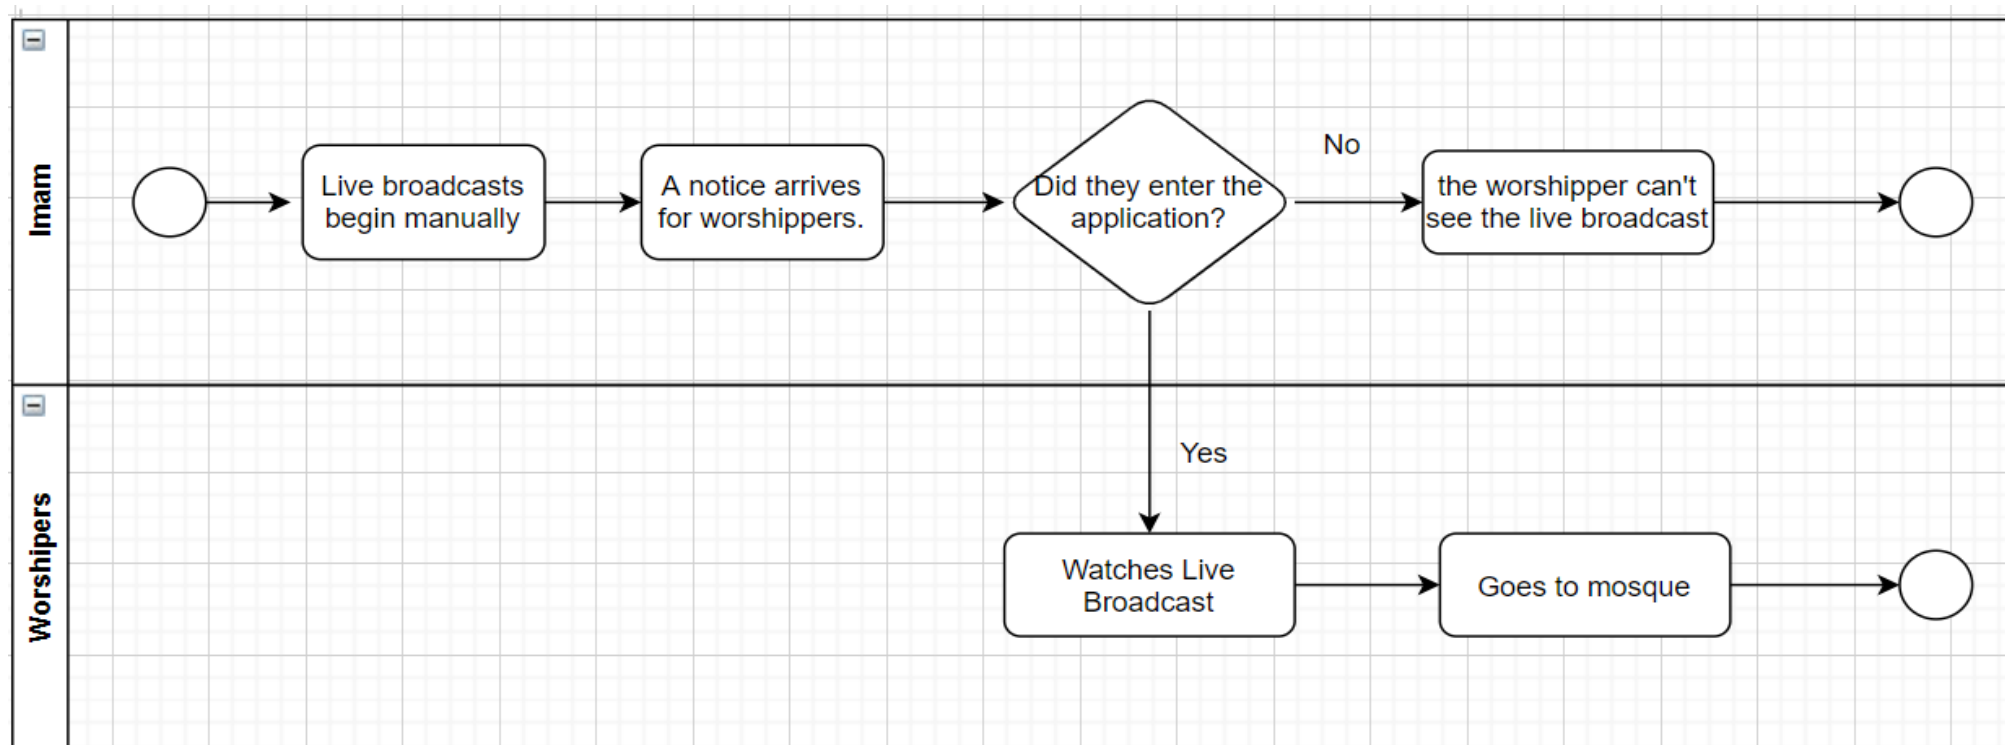 Imam
Live broadcasts
begin manually
A notice arrives
for worshippers.
Did they enter the
application?
No
the worshipper can't
see the live broadcast
Worshipers
Yes
Watches Live
Broadcast
Goes to mosque